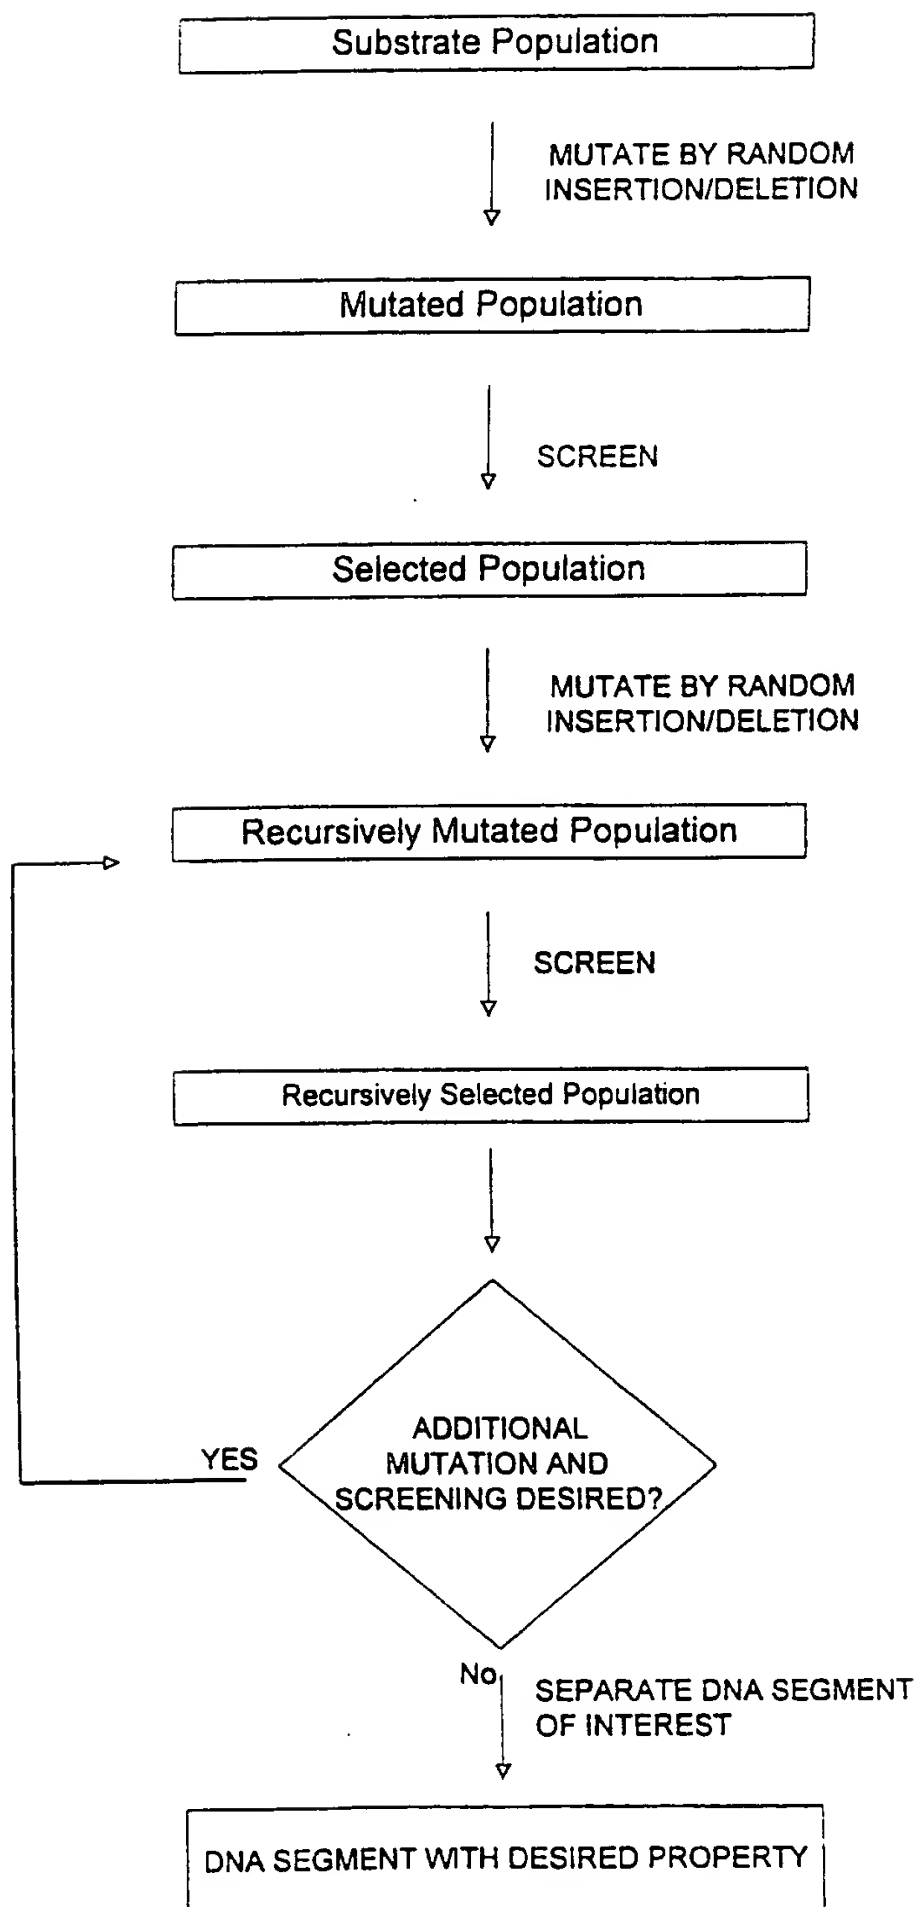 Substrate Population
MUTATE BY RANDOM
INSERTION/DELETION
Mutated Population
SCREEN
Selected Population
MUTATE BY RANDOM
INSERTION/DELETION
Recursively Mutated Population
SCREEN
Recursively Selected Population
ADDITIONAL
MUTATION AND
SCREENING DESIRED?
YES
No
SEPARATE DNA SEGMENT
OF INTEREST
DNA SEGMENT WITH DESIRED PROPERTY